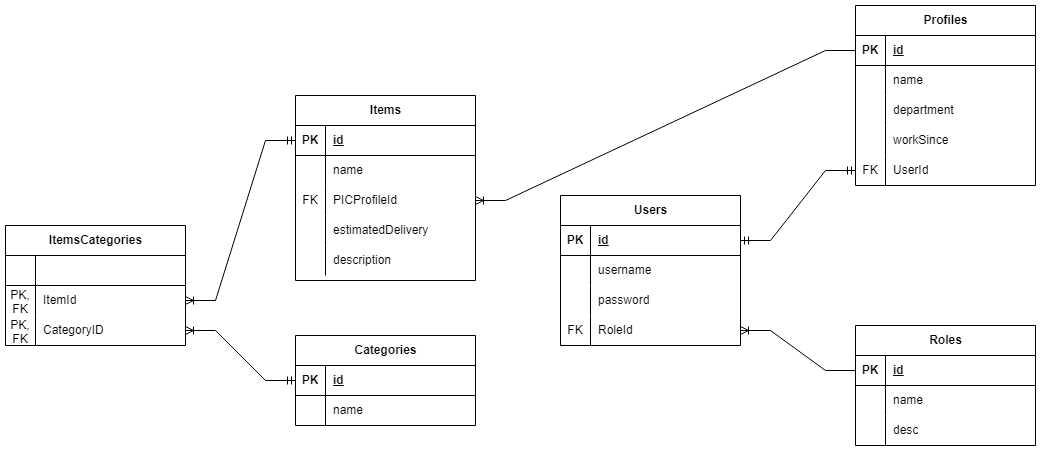 Profiles
PK id
name
department
workSince
FK UserId
Items
PK id
name
FK PICProfileId
estimatedDelivery
description
Users
PK id
username
password
FK RoleId
ItemsCategories
PK,
FK ItemId
PK,
FK CategoryID
Categories
PK id
name
Roles
PK id
name
desc